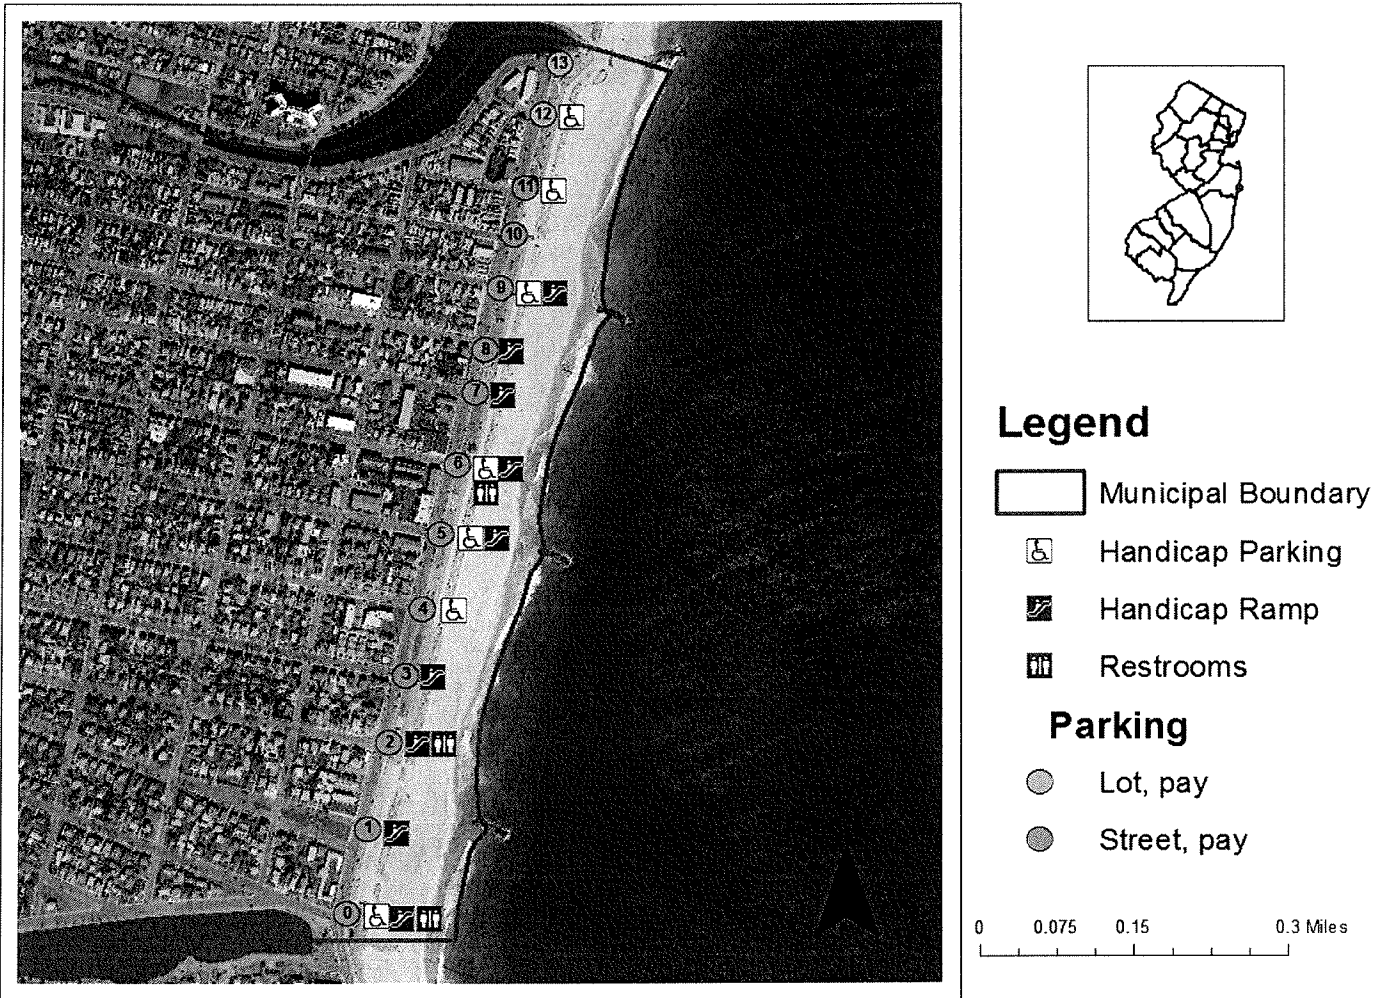 13
12
11
10
9
8
7
6
5
4
3
2
1
0
Legend
Municipal Boundary
Handicap Parking
Handicap Ramp
Restrooms
Parking
Lot, pay
Street, pay
0 0.075 0.15 0.3 Miles